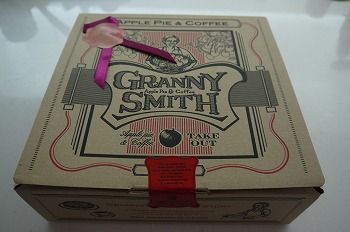 APPLE PIE & COFFEE
GRANNY
Apple Pie & Coffee
SMITH
Apple pie
& Coffee
TAKE
OUT